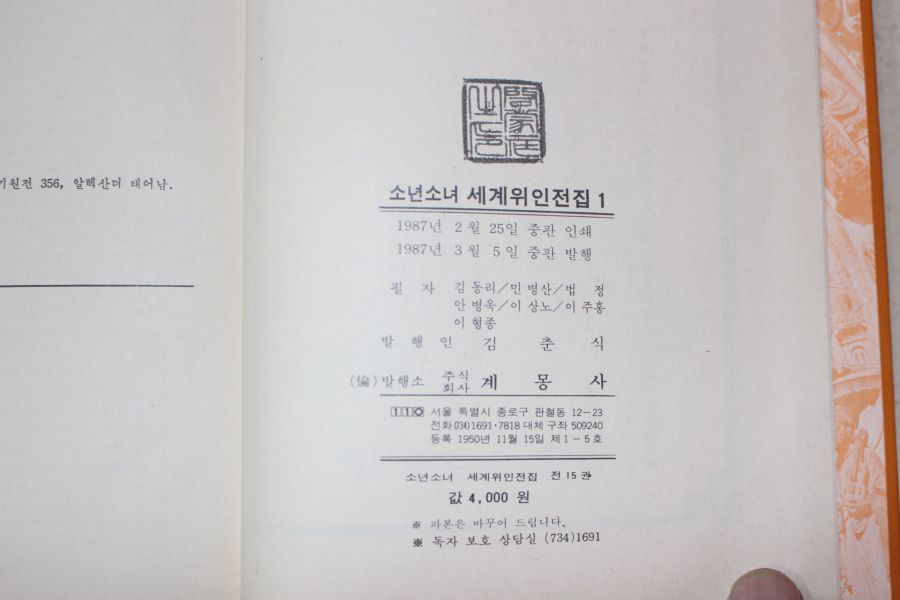 기원전 356, 알렉산더 태어남.
啓蒙社之印
소년소녀 세계위인전집 1
1987년 2월 25일 중판 인쇄
1987년 3월 5일 중판 발행
필 자 김 동리/민 병산/법 정
안 병욱/이 상노/이 주홍
이 형종
발 행 인 김 춘 식
(倫) 발행소 주식회사 계 몽 사
110 서울 특별시 종로구 관철동 12-23
전화 (734)1691·7818 대체 구좌 509240
등록 1950년 11월 15일 제 1-5호
소년소녀 세계위인전집 전 15 권
값 4,000 원
※ 파본은 바꾸어 드립니다.
※ 독자 보호 상담실 (734)1691